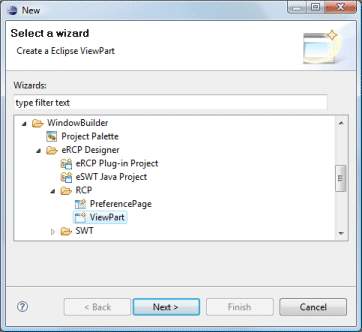 New
Select a wizard
Create a Eclipse ViewPart
Wizards:
type filter text
WindowBuilder
Project Palette
eRCP Designer
eRCP Plug-in Project
eSWT Java Project
RCP
PreferencePage
ViewPart
SWT
? < Back Next > Finish Cancel